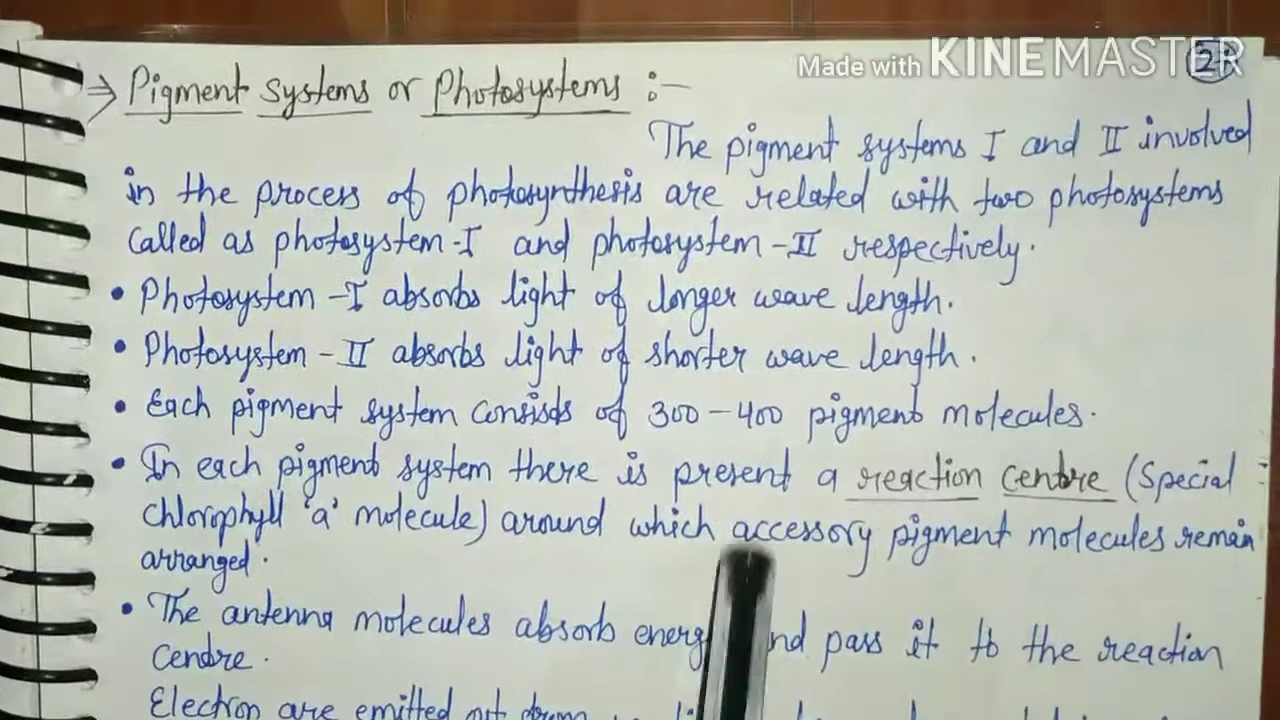 Made with KINEMASTER
⇒ Pigment Systems or Photosystems :-
The pigment systems I and II involved
in the process of photosynthesis are related with two photosystems
called as photosystem-I and photosystem-II respectively.
• Photosystem-I absorbs light of longer wave length.
• Photosystem-II absorbs light of shorter wave length.
• Each pigment system consists of 300-400 pigment molecules.
• In each pigment system there is present a reaction centre (Special
chlorophyll 'a' molecule) around which accessory pigment molecules remain
arranged.
• The antenna molecules absorb and pass it to the reaction
centre.
Electron are emitted out from